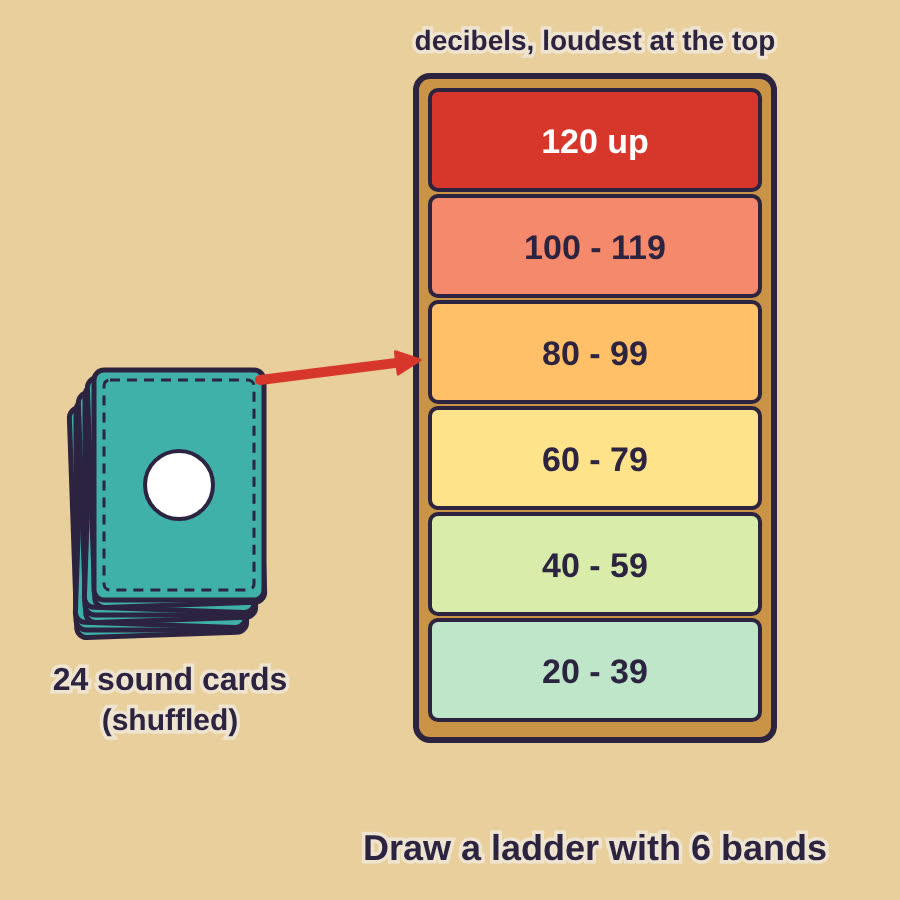 decibels, loudest at the top
120 up
100 - 119
80 - 99
60 - 79
40 - 59
20 - 39
24 sound cards
(shuffled)
Draw a ladder with 6 bands